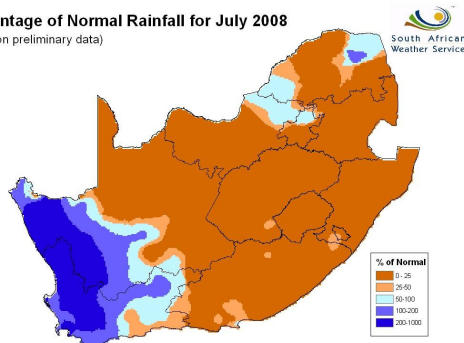 ntage of Normal Rainfall for July 2008
on preliminary data)
South African
Weather Service
% of Normal
0 - 25
25-50
50-100
100-200
200-1000